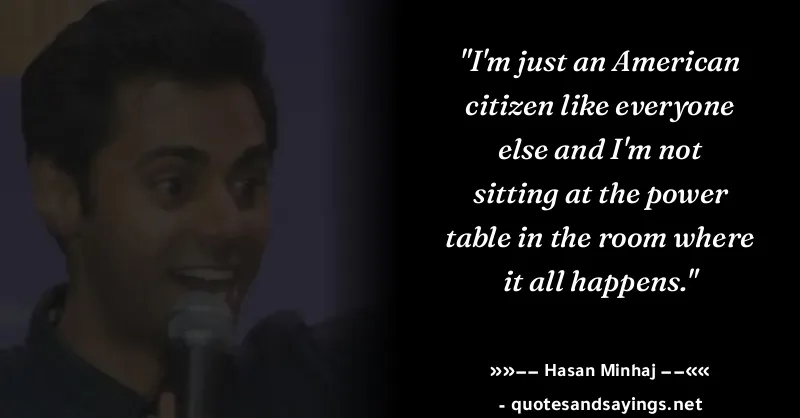 "I'm just an American
citizen like everyone
else and I'm not
sitting at the power
table in the room where
it all happens."
»»−− Hasan Minhaj −−««
- quotesandsayings.net